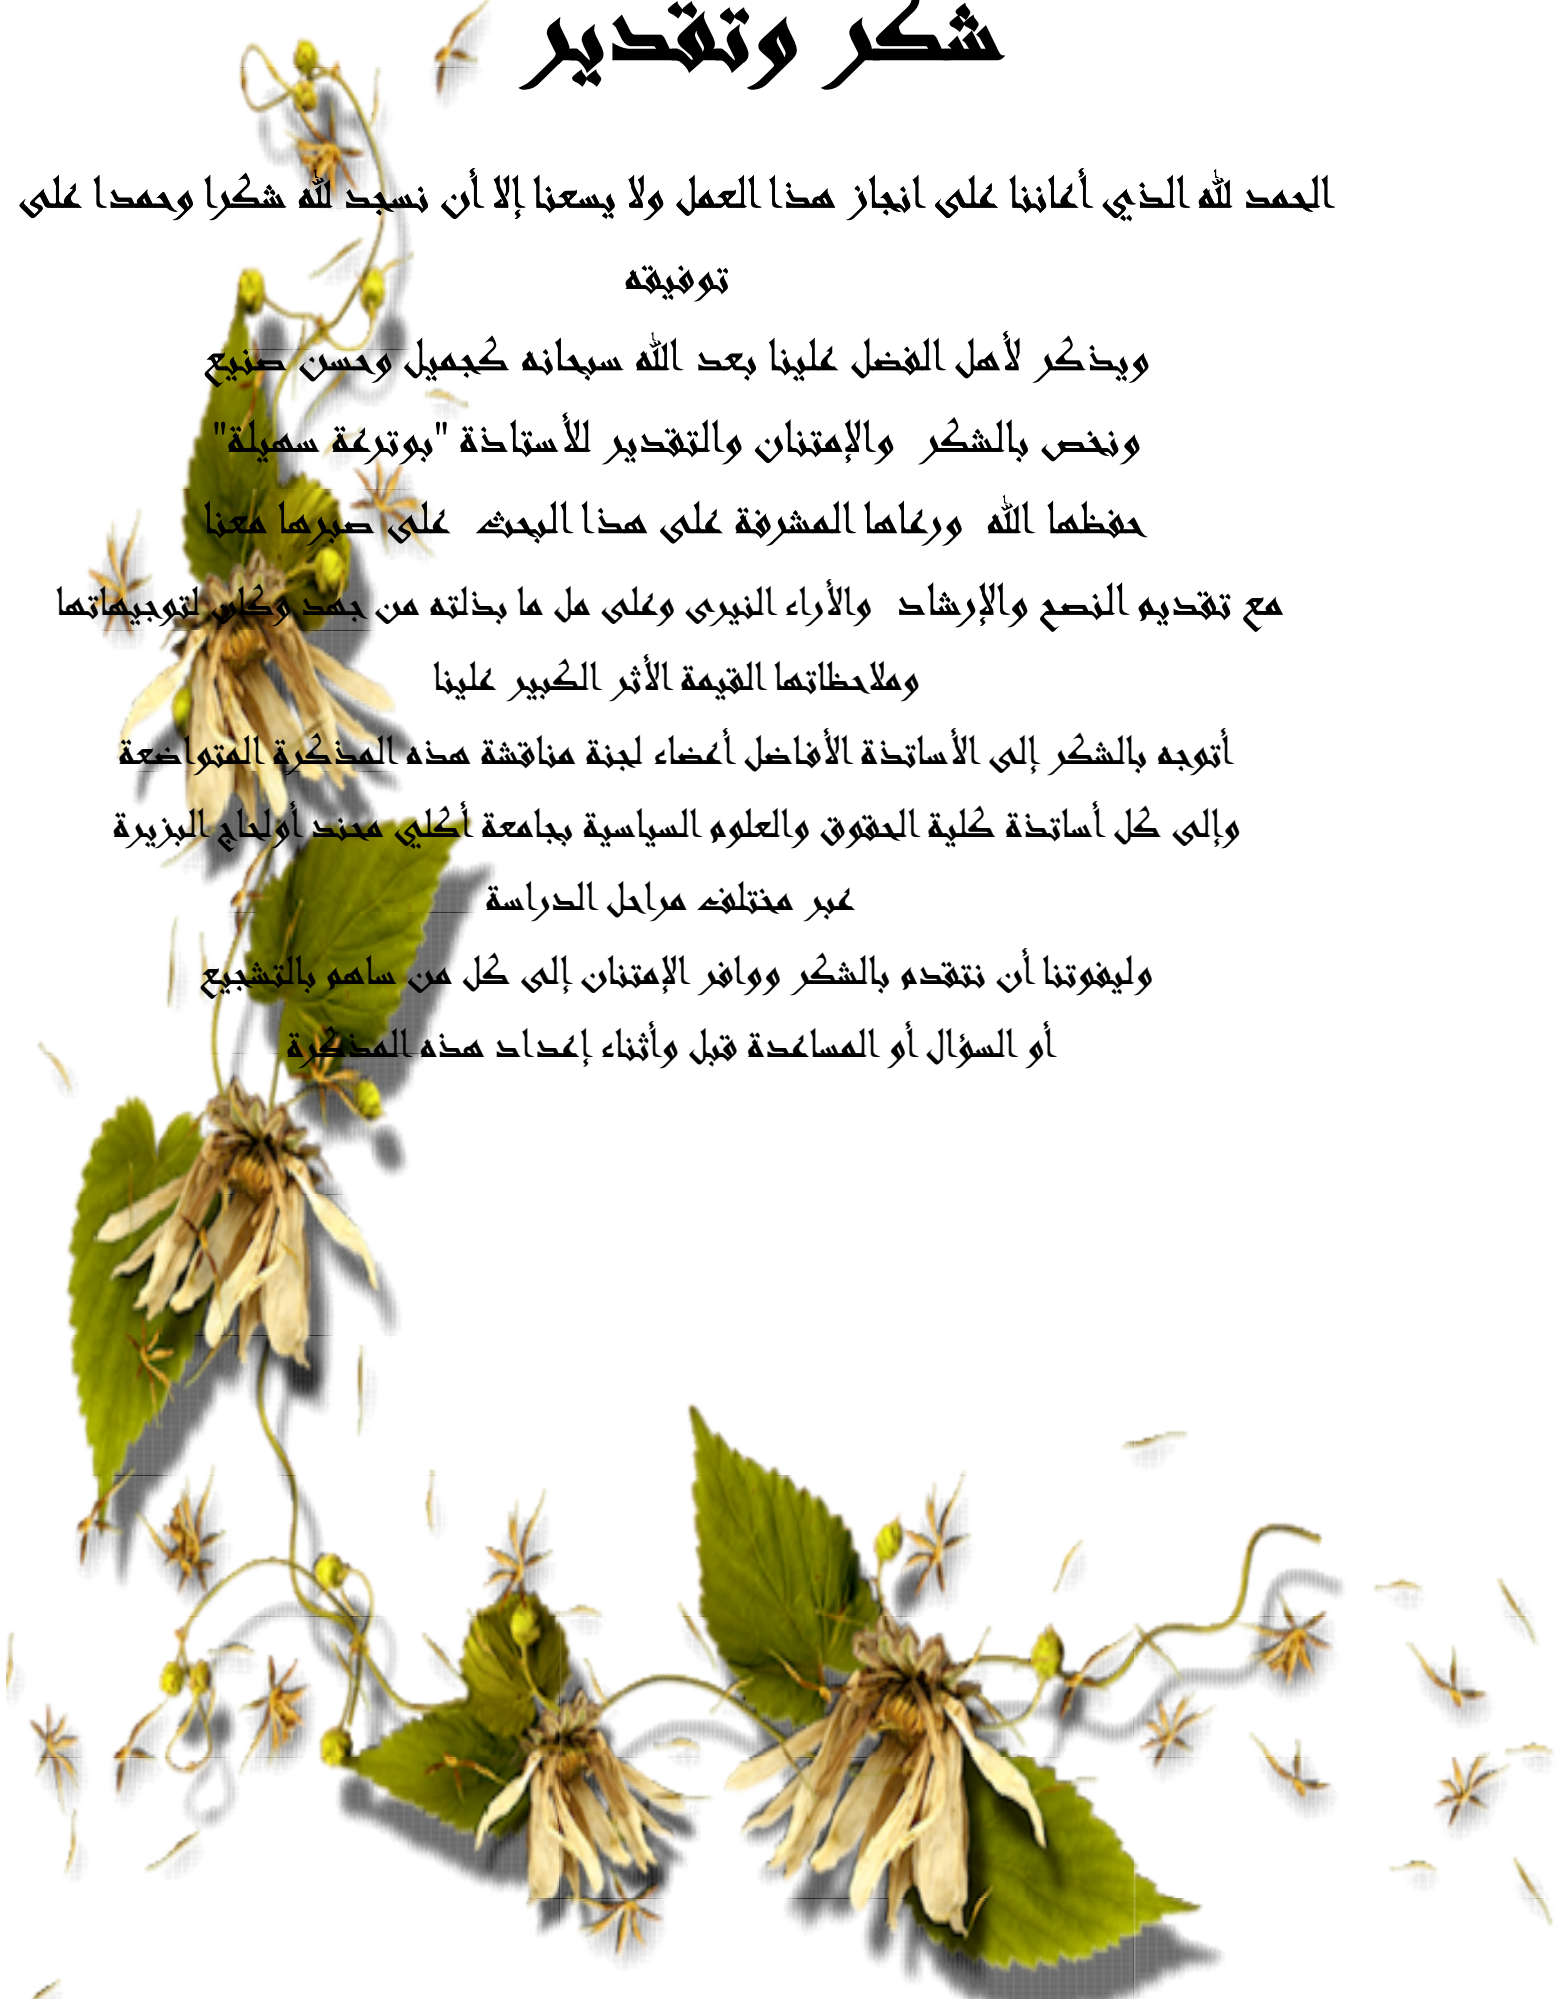 شكر وتقدير
الحمد لله الذي أعاننا على انجاز هذا العمل ولا يسعنا إلا أن نسجد لله شكرا وحمدا على
توفيقه
ويذكر لأهل الفضل علينا بعد الله سبحانه كجميل وحسن صنيع
ونخص بالشكر والإمتنان والتقدير للأستاذة "بوترعة سهيلة"
حفظها الله ورعاها المشرفة على هذا البحث على صبرها معنا
مع تقديم النصح والإرشاد والأراء النيرى وعلى مل ما بذلته من جهد وكان لتوجيهاتها
وملاحظاتها القيمة الأثر الكبير علينا
أتوجه بالشكر إلى الأساتذة الأفاضل أعضاء لجنة مناقشة هذه المذكرة المتواضعة
وإلى كل أساتذة كلية الحقوق والعلوم السياسية بجامعة أكلي محند أولحاج البزيرة
عبر مختلف مراحل الدراسة
وليفوتنا أن نتقدم بالشكر ووافر الإمتنان إلى كل من ساهم بالتشجيع
أو السؤال أو المساعدة قبل وأثناء إعداد هذه المذكرة